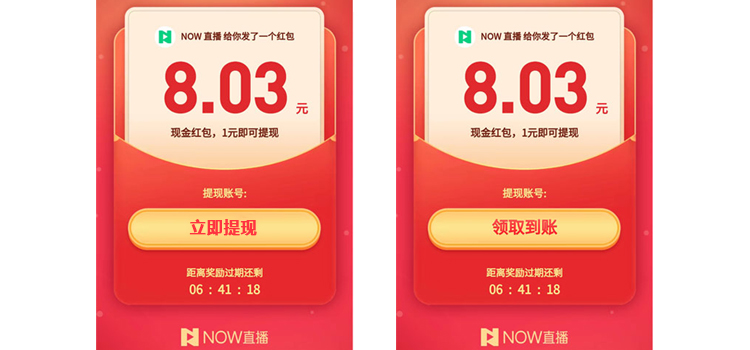 NOW 直播 给你发了一个红包
8.03元
现金红包，1元即可提现
提现账号:
立即提现
距离奖励过期还剩
06 : 41 : 18
NOW直播
NOW 直播 给你发了一个红包
8.03元
现金红包，1元即可提现
提现账号:
领取到账
距离奖励过期还剩
06 : 41 : 18
NOW直播